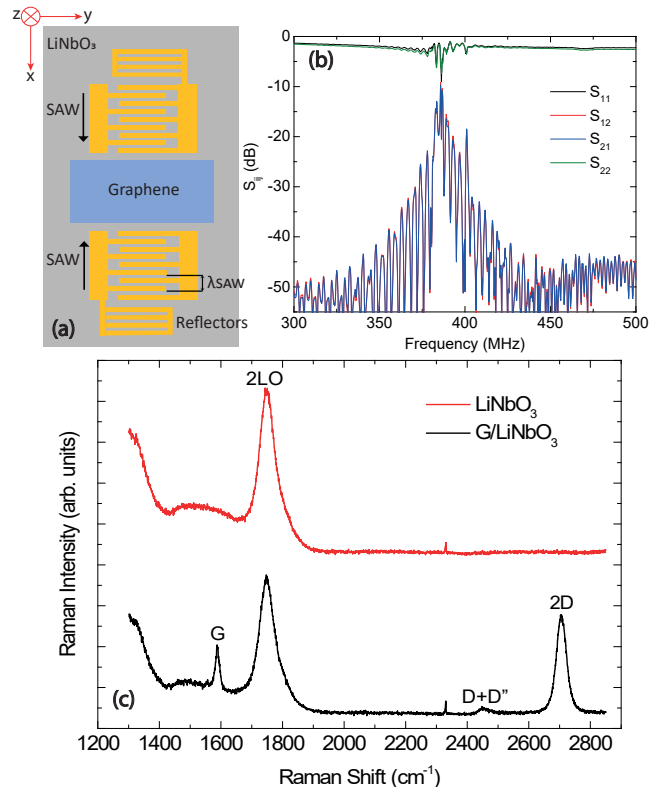 z
y
x
LiNbO₃
SAW
Graphene
SAW
λSAW
Reflectors
(a)
(b)
0
-10
-20
-30
-40
-50
Sᵢⱼ (dB)
S₁₁
S₁₂
S₂₁
S₂₂
300
350
400
450
500
Frequency (MHz)
2LO
LiNbO₃
G/LiNbO₃
G
D+D”
2D
(c)
Raman Intensity (arb. units)
1200
1400
1600
1800
2000
2200
2400
2600
2800
Raman Shift (cm⁻¹)